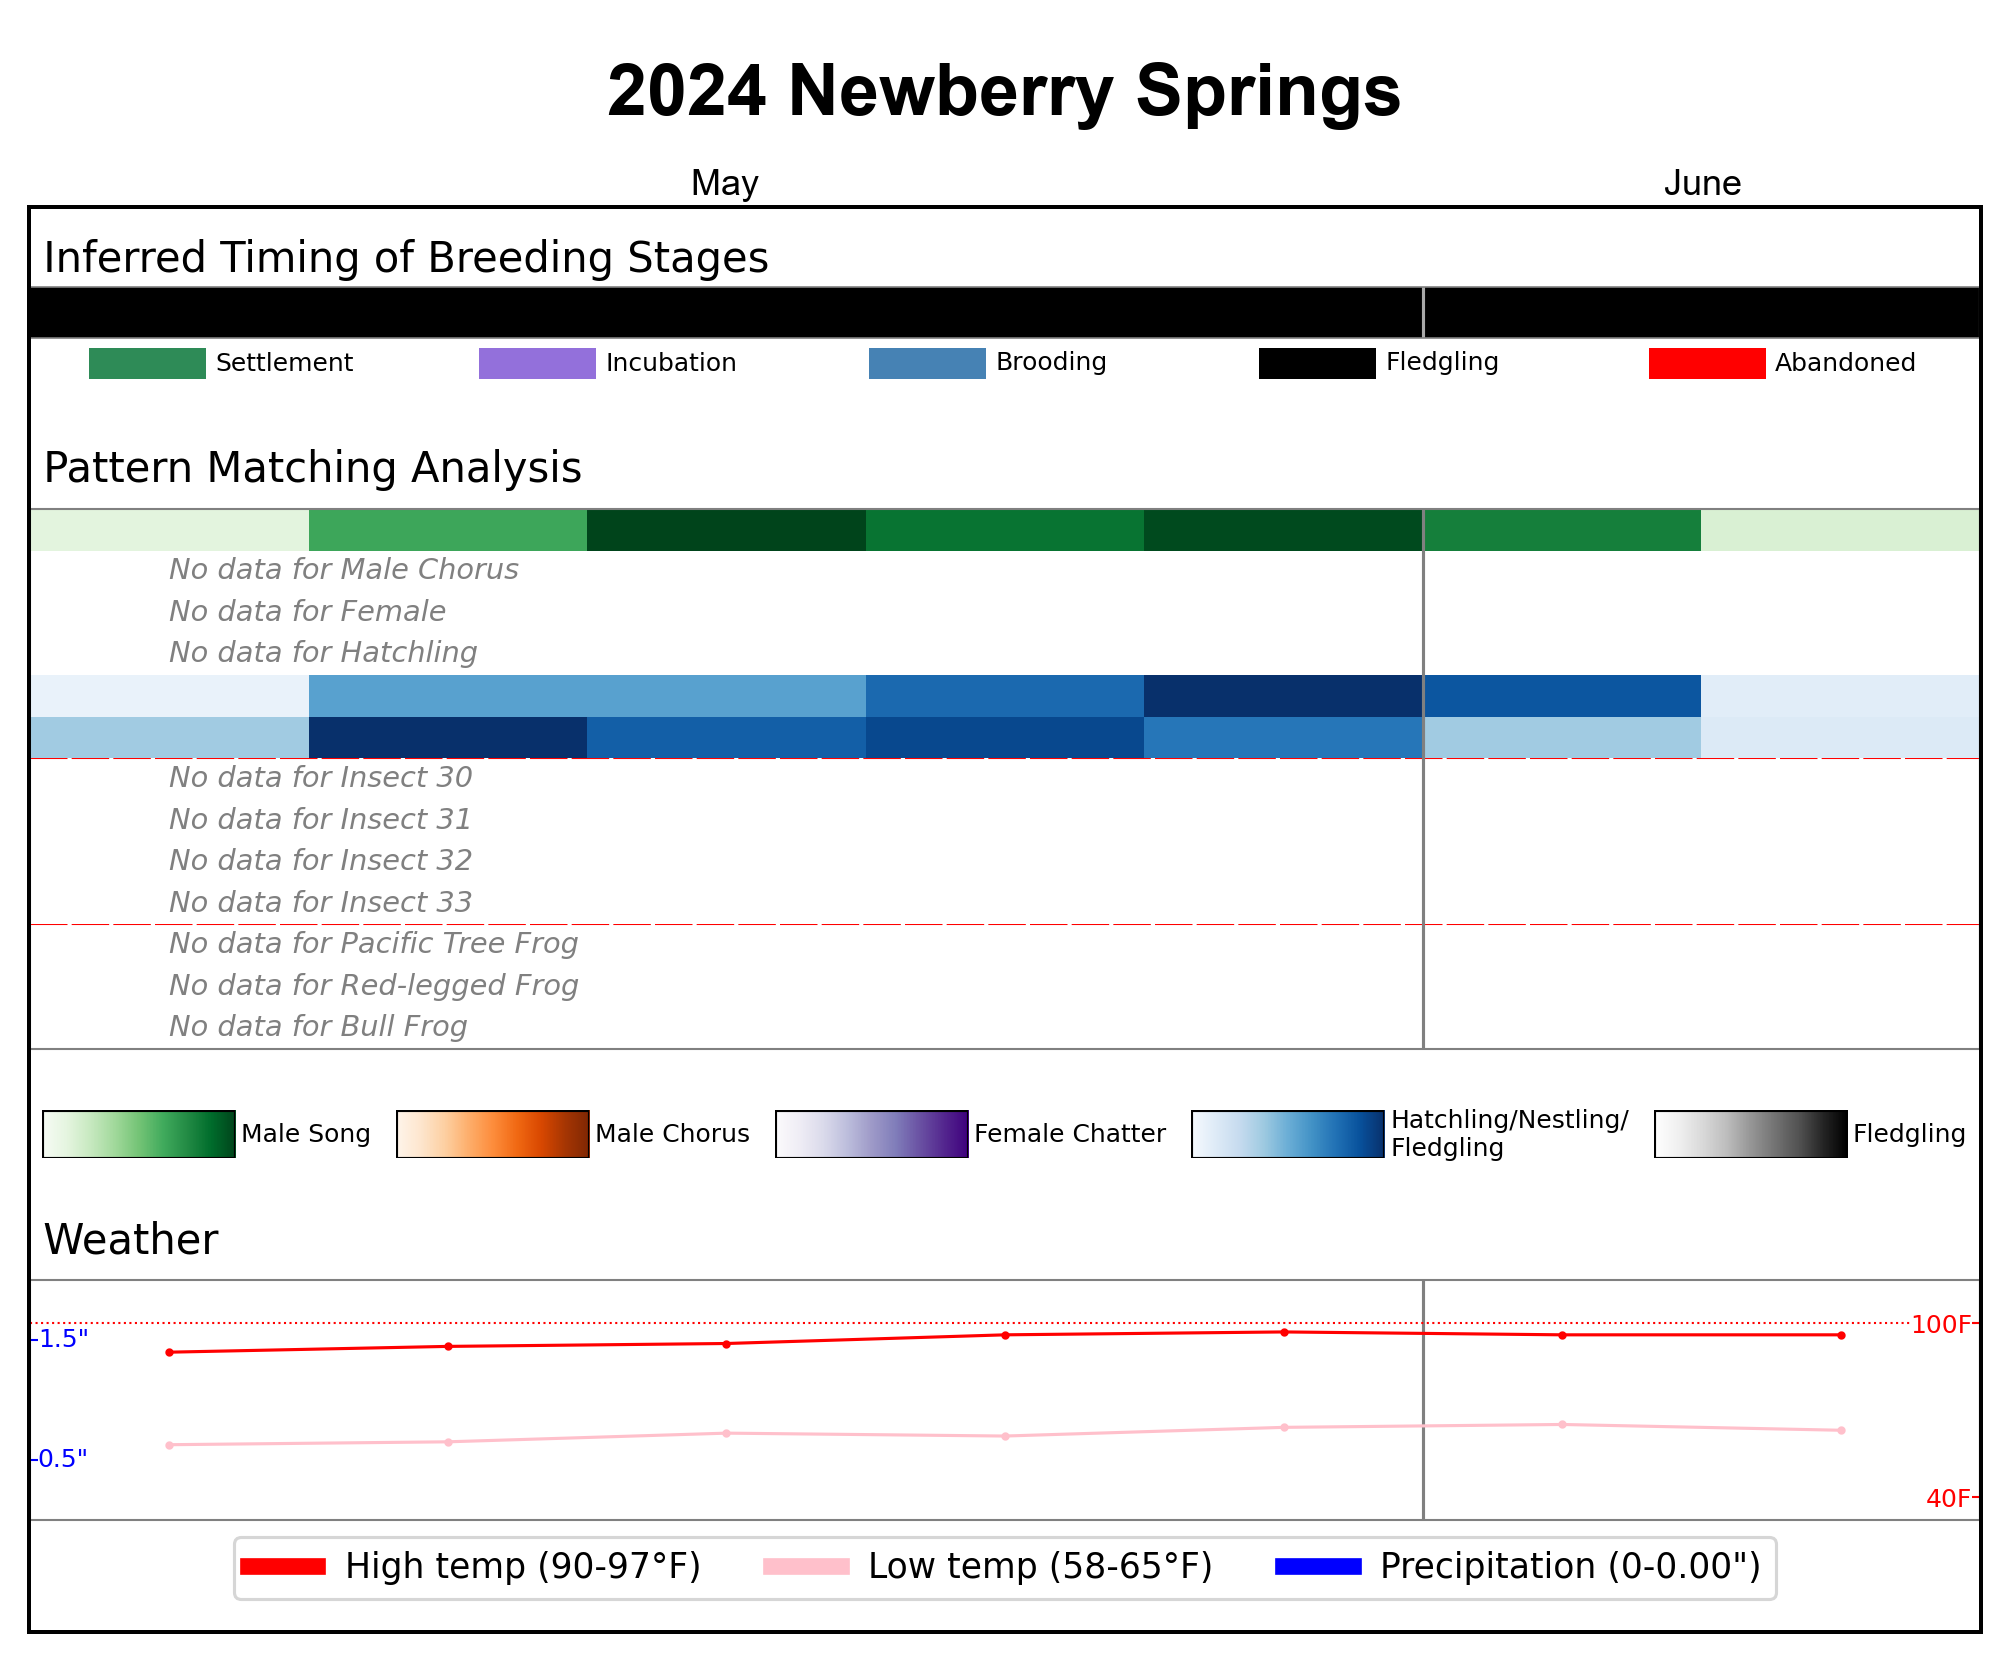 2024 Newberry Springs
May June
Inferred Timing of Breeding Stages
Settlement Incubation Brooding Fledgling Abandoned
Pattern Matching Analysis
No data for Male Chorus
No data for Female
No data for Hatchling
No data for Insect 30
No data for Insect 31
No data for Insect 32
No data for Insect 33
No data for Pacific Tree Frog
No data for Red-legged Frog
No data for Bull Frog
Male Song Male Chorus Female Chatter Hatchling/Nestling/
Fledgling Fledgling
Weather
1.5" 100F
0.5"
40F
High temp (90-97°F) Low temp (58-65°F) Precipitation (0-0.00")